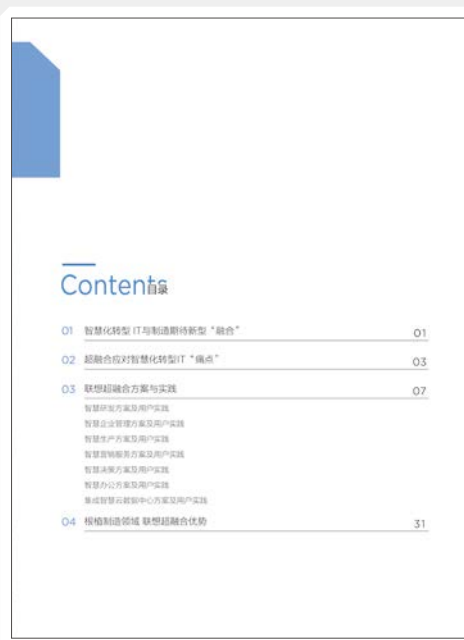 Contents目录
01 智慧化转型 IT与制造期待新型“融合” 01
02 超融合应对智慧化转型IT“痛点” 03
03 联想超融合方案与实践 07
智慧研发方案及用户实践
智慧企业管理方案及用户实践
智慧生产方案及用户实践
智慧营销服务方案及用户实践
智慧决策方案及用户实践
智慧办公方案及用户实践
集成智慧云数据中心方案及用户实践
04 根植制造领域 联想超融合优势 31